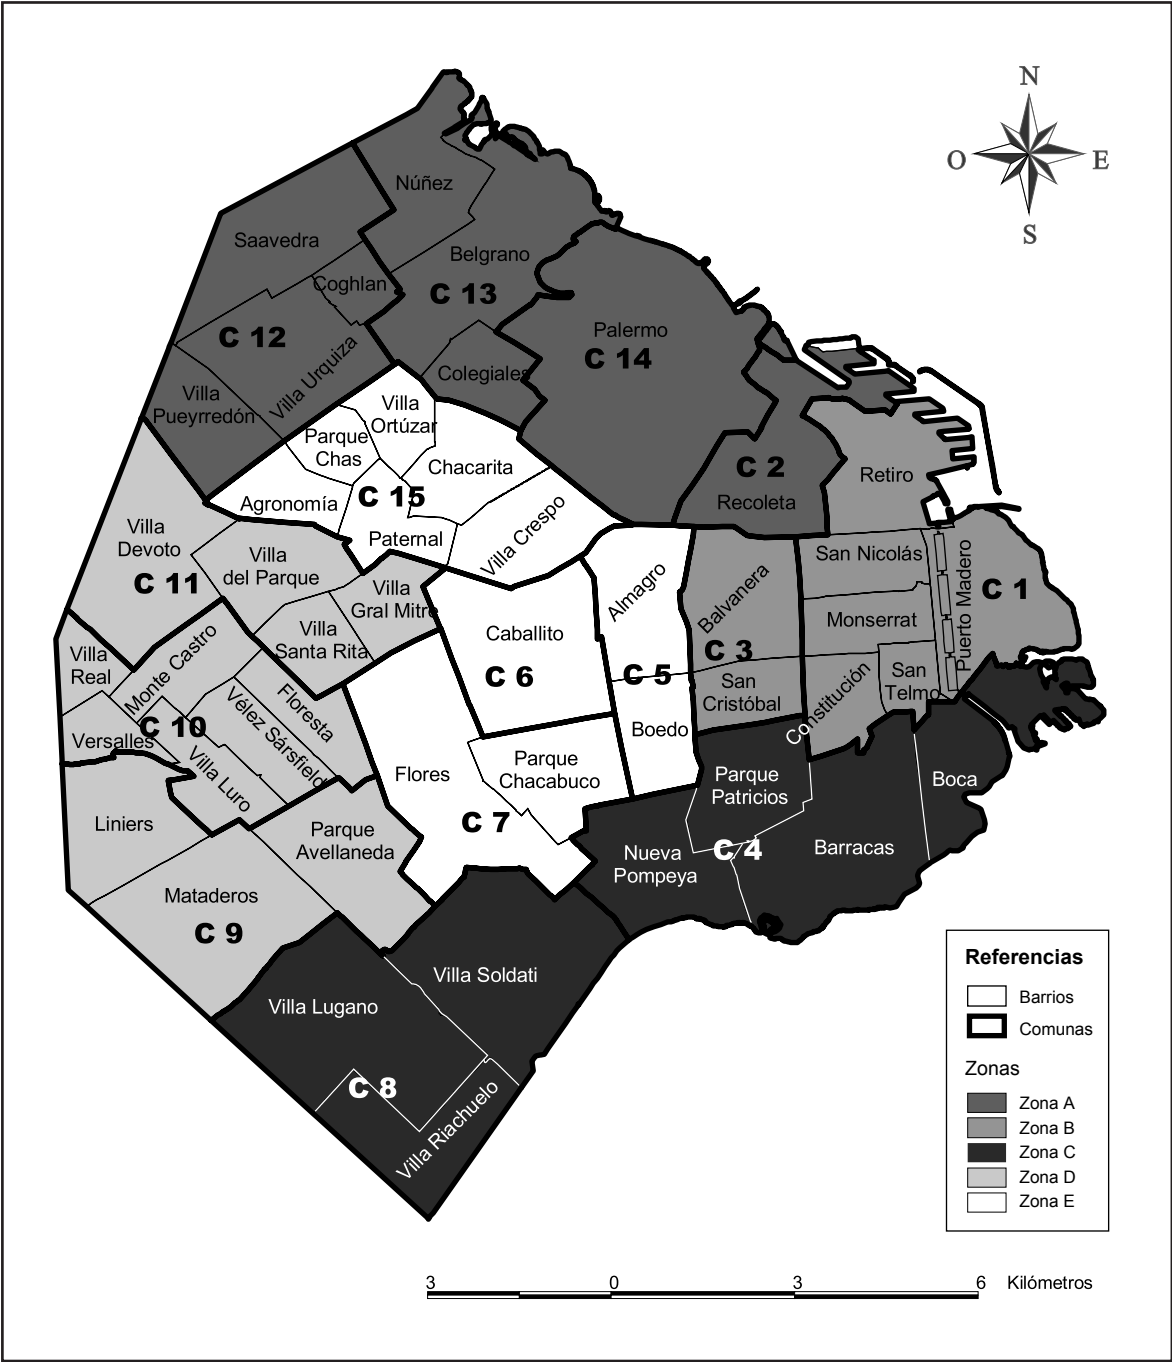 N
O
E
S
Núñez
Saavedra
Belgrano
Coghlan
C 13
C 12
Palermo
C 14
Villa Urquiza
Colegiales
Villa
Pueyrredón
Villa
Ortúzar
Parque
Chas
Chacarita
C 2
Recoleta
Retiro
Agronomía
C 15
Paternal
Villa Crespo
Villa
Devoto
C 11
Villa
del Parque
Villa
Gral Mitre
Villa
Santa Rita
Almagro
Balvanera
San Nicolás
Puerto Madero
C 1
Monserrat
Caballito
C 6
C 5
C 3
San
Cristóbal
Constitución
San
Telmo
Villa
Real
Monte Castro
Versalles
C 10
Vélez Sársfield
Floresta
Villa Luro
Boedo
Flores
Parque
Chacabuco
C 7
Parque
Patricios
Boca
Liniers
Parque
Avellaneda
Nueva
Pompeya
C 4
Barracas
Mataderos
C 9
Villa Soldati
Villa Lugano
C 8
Villa Riachuelo
Referencias
Barrios
Comunas
Zonas
Zona A
Zona B
Zona C
Zona D
Zona E
3 0 3 6 Kilómetros